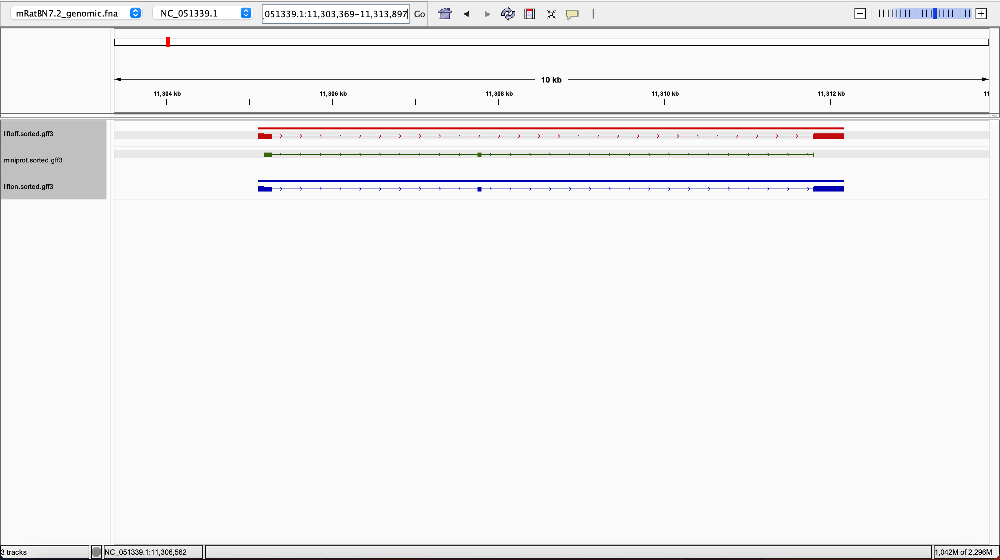 mRatBN7.2_genomic.fna NC_051339.1 .051339.1:11,303,369-11,313,897 Go
10 kb
11,304 kb 11,306 kb 11,308 kb 11,310 kb 11,312 kb 11
liftoff.sorted.gff3
miniprot.sorted.gff3
lifton.sorted.gff3
3 tracks NC_051339.1:11,306,562 1,042M of 2,296M